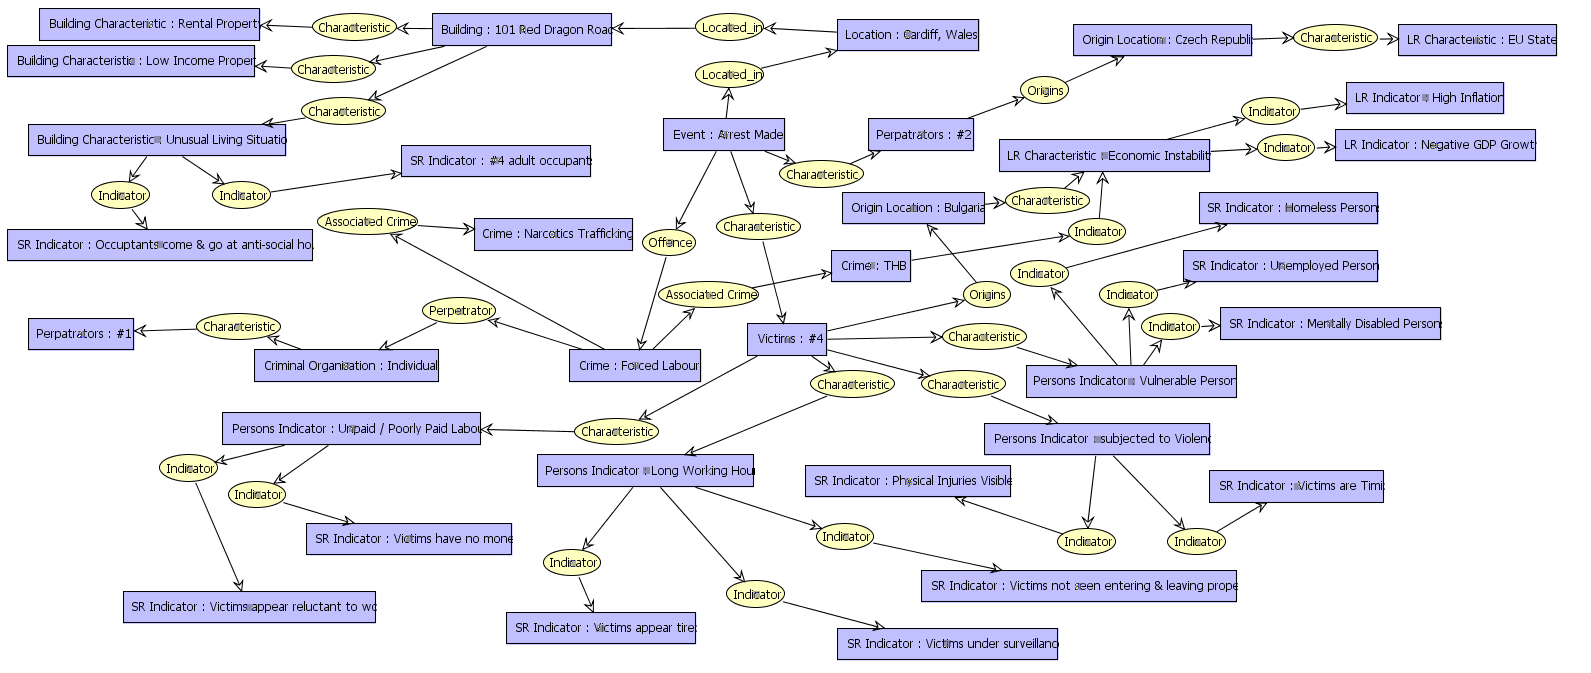 Building Characteristic : Rental Property
Characteristic
Building : 101 Red Dragon Road
Located_in
Location : Cardiff, Wales
Origin Location : Czech Republi
Characteristic
LR Characteristic : EU State
Building Characteristic : Low Income Proper
Characteristic
Located_in
Origins
LR Indicator : High Inflation
Characteristic
Indicator
Building Characteristic : Unusual Living Situatio
Event : Arrest Made
Perpatrators : #2
LR Characteristic : Economic Instabilit
Indicator
LR Indicator : Negative GDP Growt
SR Indicator : #4 adult occupant
Characteristic
Indicator
Indicator
Origin Location : Bulgaria
Characteristic
SR Indicator : Homeless Person
Associated Crime
Crime : Narcotics Trafficking
Characteristic
Indicator
SR Indicator : Occuptants come & go at anti-social ho
Offence
Crime : THB
Indicator
SR Indicator : Unemployed Person
Associated Crime
Origins
Indicator
Perpetrator
Perpatrators : #1
Characteristic
Victims : #4
Characteristic
Indicator
SR Indicator : Mentally Disabled Person
Criminal Organisation : Individual
Crime : Forced Labour
Characteristic
Characteristic
Persons Indicator : Vulnerable Person
Persons Indicator : Unpaid / Poorly Paid Labou
Characteristic
Persons Indicator : subjected to Violenc
Indicator
Persons Indicator : Long Working Hour
SR Indicator : Physical Injuries Visible
SR Indicator : Victims are Timi
Indicator
SR Indicator : Victims have no mone
Indicator
Indicator
Indicator
Indicator
SR Indicator : Victims not seen entering & leaving prope
SR Indicator : Victims appear reluctant to wo
Indicator
SR Indicator : Victims appear tire
SR Indicator : Victims under surveillanc